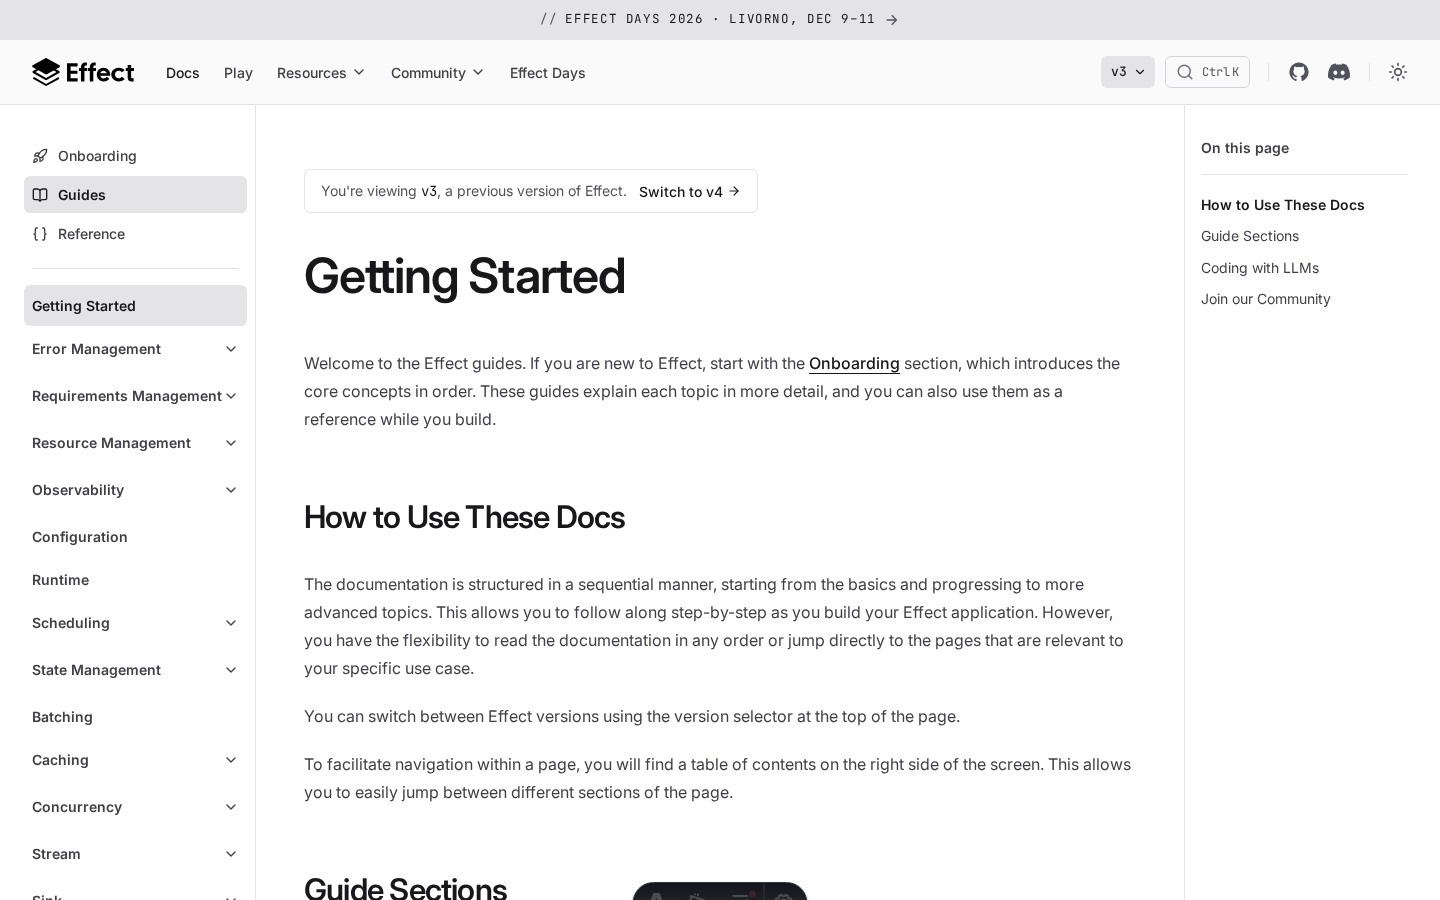 // EFFECT DAYS 2026 · LIVORNO, DEC 9–11
Effect
Docs
Play
Resources
Community
Effect Days
v3
Ctrl K
Onboarding
Guides
Reference
Getting Started
Error Management
Requirements Management
Resource Management
Observability
Configuration
Runtime
Scheduling
State Management
Batching
Caching
Concurrency
Stream
Sink
You're viewing v3, a previous version of Effect. Switch to v4
Getting Started
Welcome to the Effect guides. If you are new to Effect, start with the Onboarding section, which introduces the
core concepts in order. These guides explain each topic in more detail, and you can also use them as a
reference while you build.
How to Use These Docs
The documentation is structured in a sequential manner, starting from the basics and progressing to more
advanced topics. This allows you to follow along step-by-step as you build your Effect application. However,
you have the flexibility to read the documentation in any order or jump directly to the pages that are relevant to
your specific use case.
You can switch between Effect versions using the version selector at the top of the page.
To facilitate navigation within a page, you will find a table of contents on the right side of the screen. This allows
you to easily jump between different sections of the page.
Guide Sections
On this page
How to Use These Docs
Guide Sections
Coding with LLMs
Join our Community